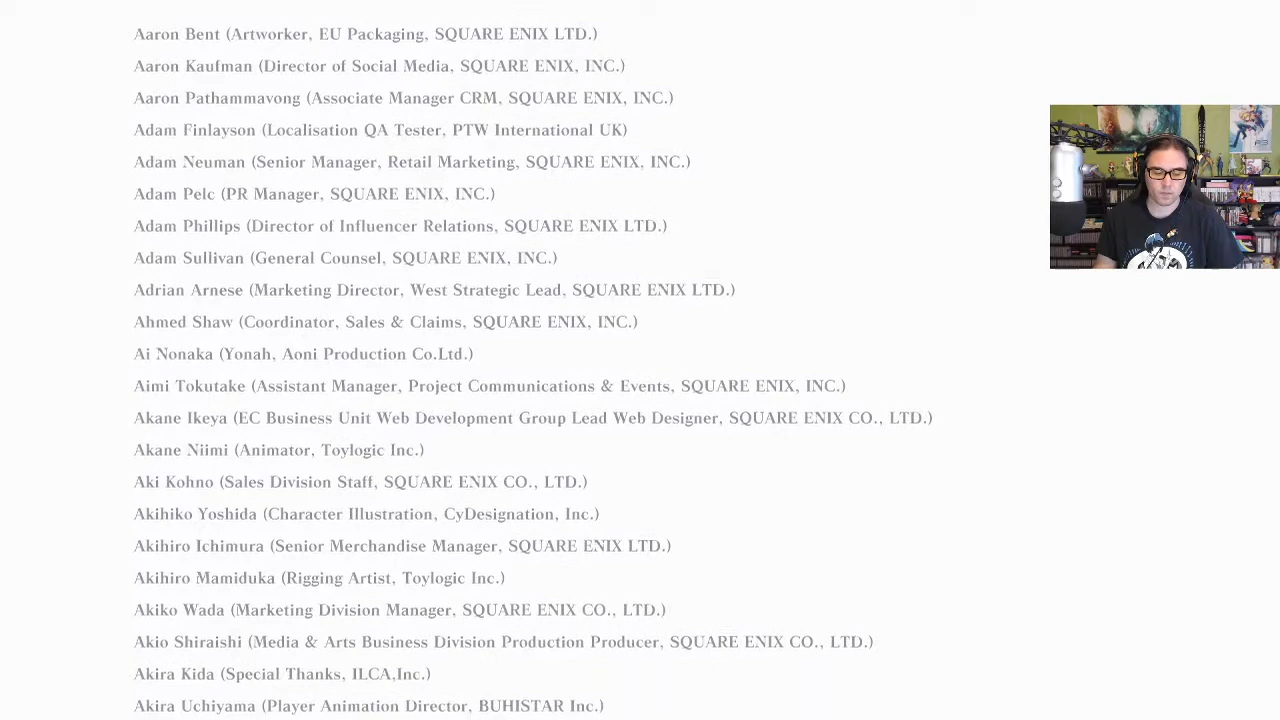 Aaron Bent (Artworker, EU Packaging, SQUARE ENIX LTD.)
Aaron Kaufman (Director of Social Media, SQUARE ENIX, INC.)
Aaron Pathammavong (Associate Manager CRM, SQUARE ENIX, INC.)
Adam Finlayson (Localisation QA Tester, PTW International UK)
Adam Neuman (Senior Manager, Retail Marketing, SQUARE ENIX, INC.)
Adam Pelc (PR Manager, SQUARE ENIX, INC.)
Adam Phillips (Director of Influencer Relations, SQUARE ENIX LTD.)
Adam Sullivan (General Counsel, SQUARE ENIX, INC.)
Adrian Arnese (Marketing Director, West Strategic Lead, SQUARE ENIX LTD.)
Ahmed Shaw (Coordinator, Sales & Claims, SQUARE ENIX, INC.)
Ai Nonaka (Yonah, Aoni Production Co.Ltd.)
Aimi Tokutake (Assistant Manager, Project Communications & Events, SQUARE ENIX, INC.)
Akane Ikeya (EC Business Unit Web Development Group Lead Web Designer, SQUARE ENIX CO., LTD.)
Akane Niimi (Animator, Toylogic Inc.)
Aki Kohno (Sales Division Staff, SQUARE ENIX CO., LTD.)
Akihiko Yoshida (Character Illustration, CyDesignation, Inc.)
Akihiro Ichimura (Senior Merchandise Manager, SQUARE ENIX LTD.)
Akihiro Mamiduka (Rigging Artist, Toylogic Inc.)
Akiko Wada (Marketing Division Manager, SQUARE ENIX CO., LTD.)
Akio Shiraishi (Media & Arts Business Division Production Producer, SQUARE ENIX CO., LTD.)
Akira Kida (Special Thanks, ILCA,Inc.)
Akira Uchiyama (Player Animation Director, BUHISTAR Inc.)